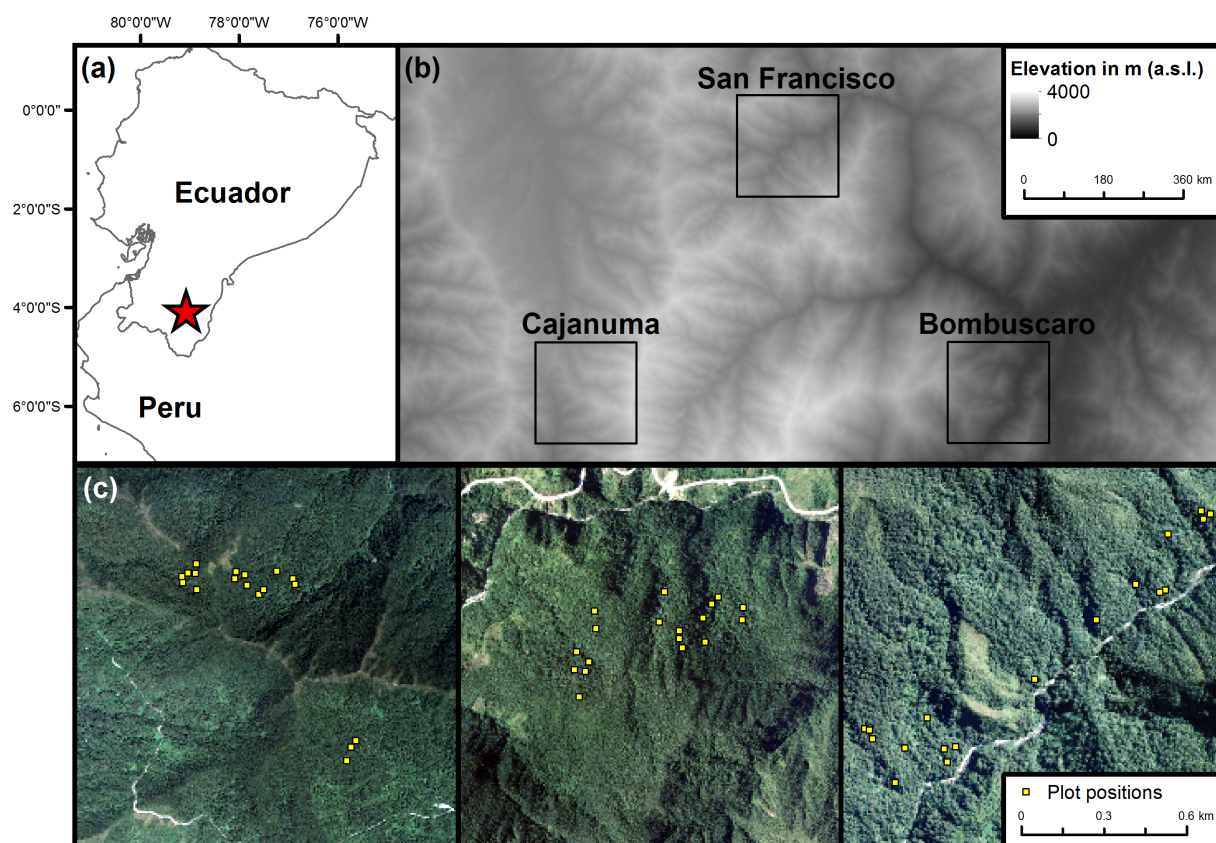 80°0'0"W 78°0'0"W 76°0'0"W
(a)
0°0'0"
2°0'0"S
4°0'0"S
6°0'0"S
Ecuador
Peru
(b)
San Francisco
Cajanuma
Bombuscaro
Elevation in m (a.s.l.)
4000
0
0 180 360 km
(c)
Plot positions
0 0.3 0.6 km